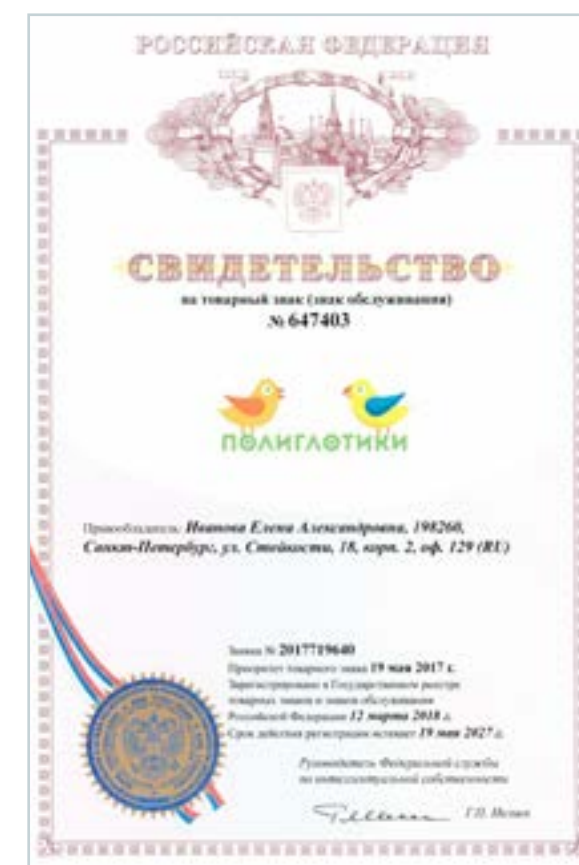 РОССИЙСКАЯ ФЕДЕРАЦИЯ
СВИДЕТЕЛЬСТВО
на товарный знак (знак обслуживания)
№ 647403
ПОЛИГЛОТИКИ
Правообладатель: Иванова Елена Александровна, 198260,
Санкт-Петербург, ул. Стойкости, 18, корп. 2, оф. 129 (RU)
Заявка № 2017719640
Приоритет товарного знака 19 мая 2017 г.
Зарегистрировано в Государственном реестре
товарных знаков и знаков обслуживания
Российской Федерации 12 марта 2018 г.
Срок действия регистрации истекает 19 мая 2027 г.
Руководитель Федеральной службы
по интеллектуальной собственности
Г.П. Ивлиев